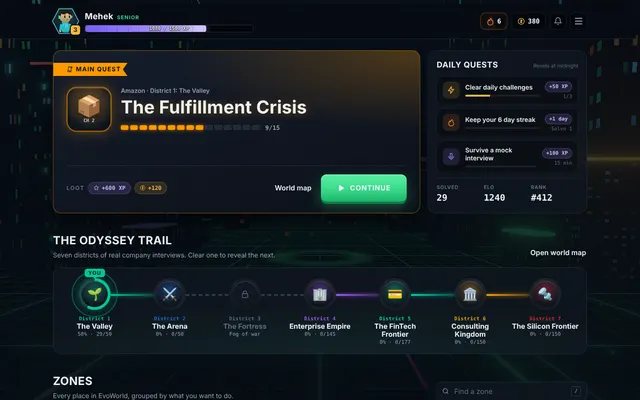 Mehek SENIOR
3
6
380
MAIN QUEST
Amazon · District 1: The Valley
The Fulfillment Crisis
CH 2
9/15
LOOT
+600 XP
+120
World map
CONTINUE
DAILY QUESTS
Resets at midnight
Clear daily challenges
+50 XP
1/3
Keep your 6 day streak
+1 day
Solve 1
Survive a mock interview
+100 XP
15 min
SOLVED
ELO
RANK
29
1240
#412
THE ODYSSEY TRAIL
Seven districts of real company interviews. Clear one to reveal the next.
Open world map
YOU
District 1
The Valley
58% · 29/50
District 2
The Arena
0% · 0/50
District 3
The Fortress
Fog of war
District 4
Enterprise Empire
0% · 0/145
District 5
The FinTech Frontier
0% · 0/177
District 6
Consulting Kingdom
0% · 0/150
District 7
The Silicon Frontier
0% · 0/150
ZONES
Every place in EvoWorld, grouped by what you want to do.
Find a zone
/